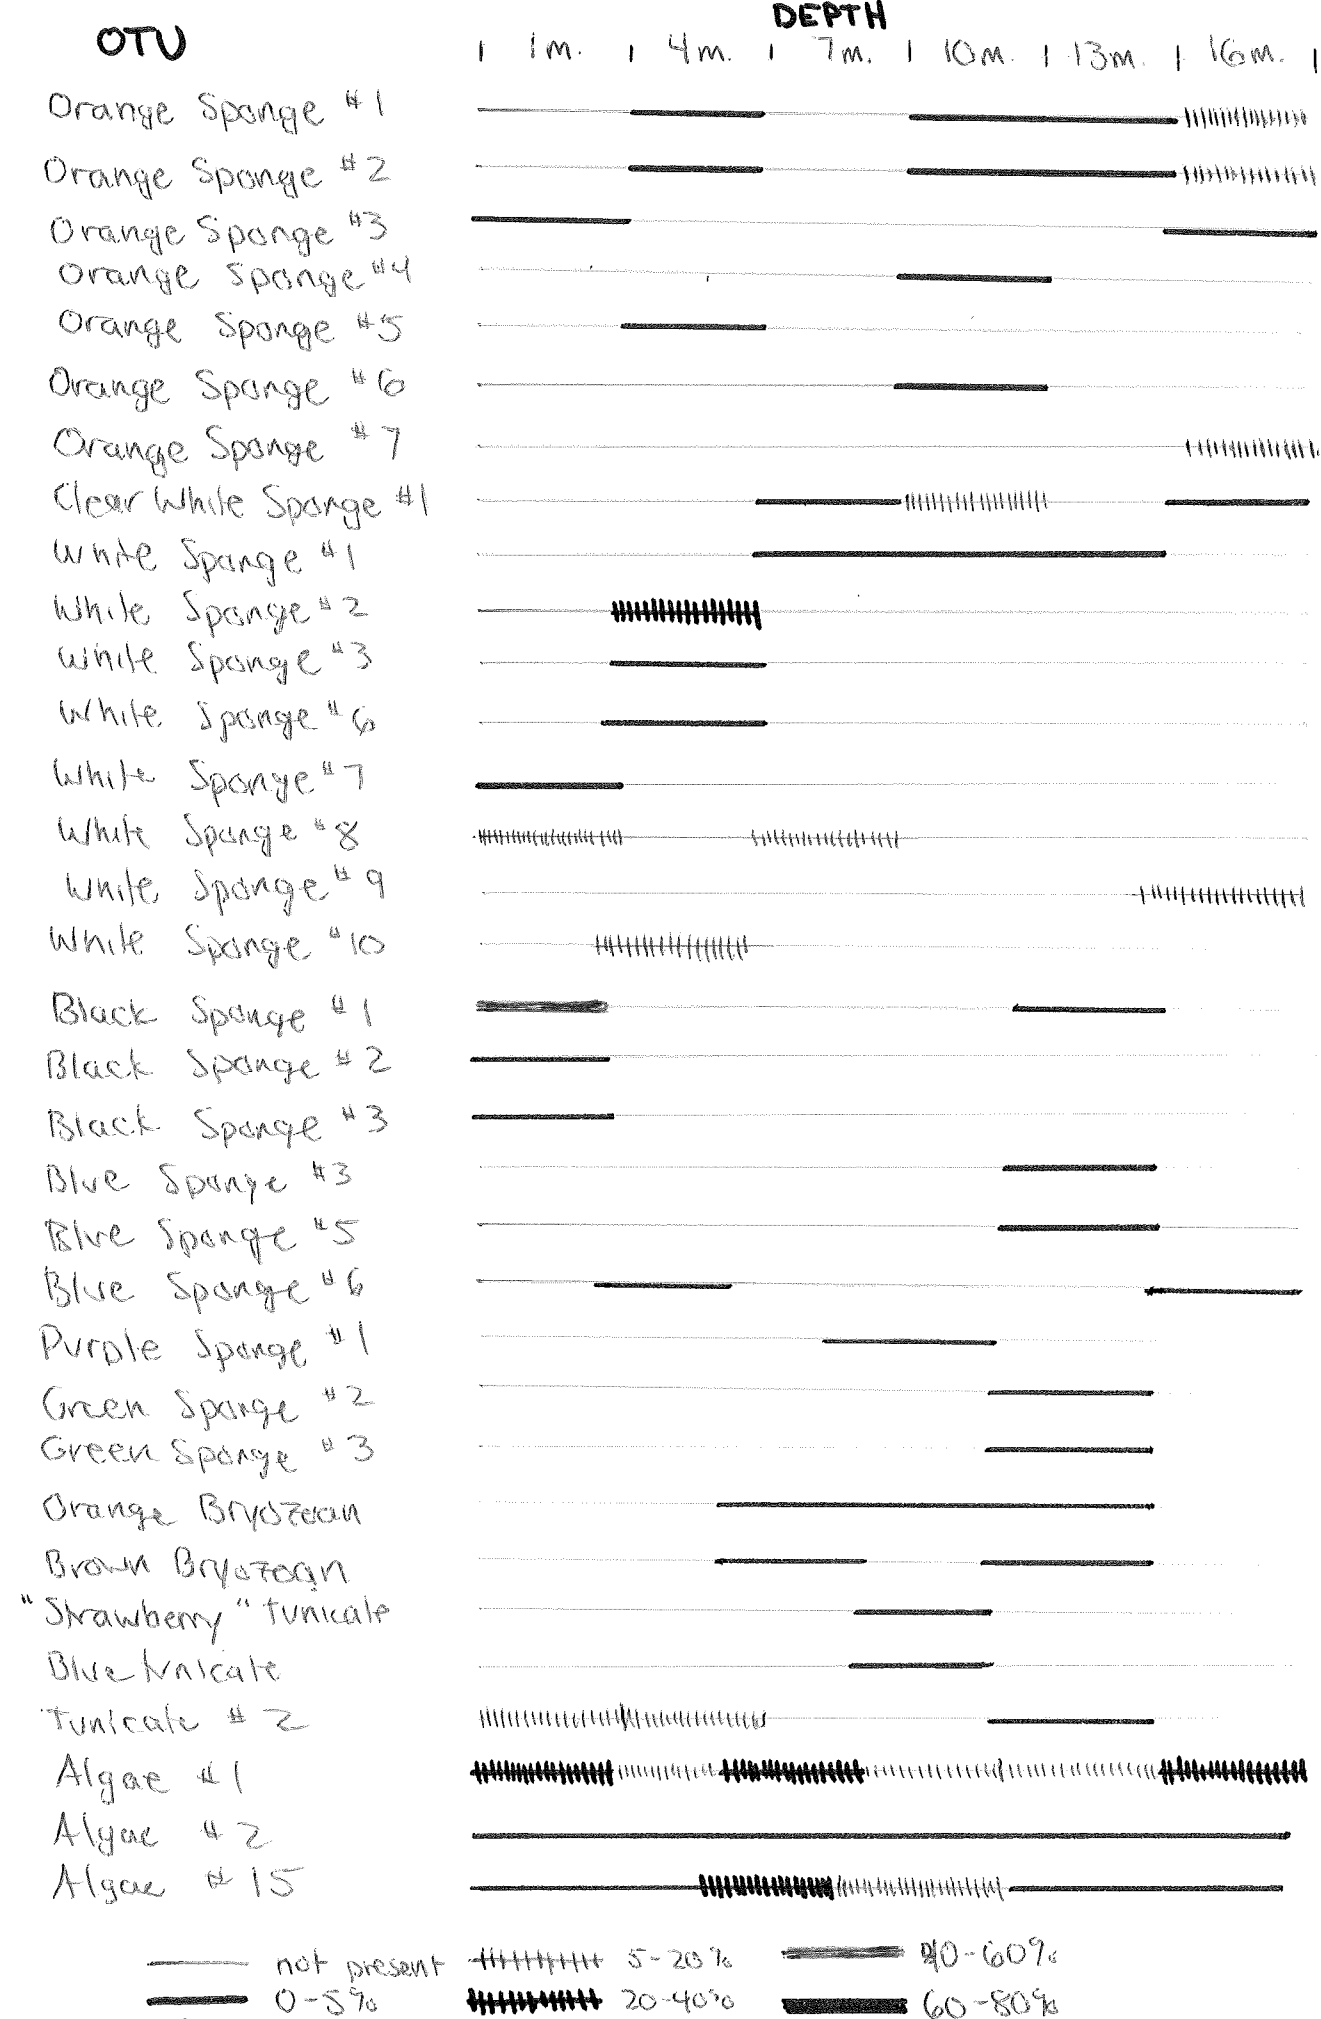 DEPTH
OTU 1m. 4m. 7m. 10m. 13m. 16m.
Orange Sponge #1
Orange Sponge #2
Orange Sponge #3
Orange Sponge #4
Orange Sponge #5
Orange Sponge #6
Orange Sponge #7
Clear White Sponge #1
White Sponge #1
White Sponge #2
White Sponge #3
White Sponge #6
White Sponge #7
White Sponge #8
White Sponge #9
White Sponge #10
Black Sponge #1
Black Sponge #2
Black Sponge #3
Blue Sponge #3
Blue Sponge #5
Blue Sponge #6
Purple Sponge #1
Green Sponge #2
Green Sponge #3
Orange Bryozoan
Brown Bryozoan
"Strawberry" tunicate
Blue tunicate
Tunicate #2
Algae #1
Algae #2
Algae #15
not present 5-20% 40-60%
0-5% 20-40% 60-80%